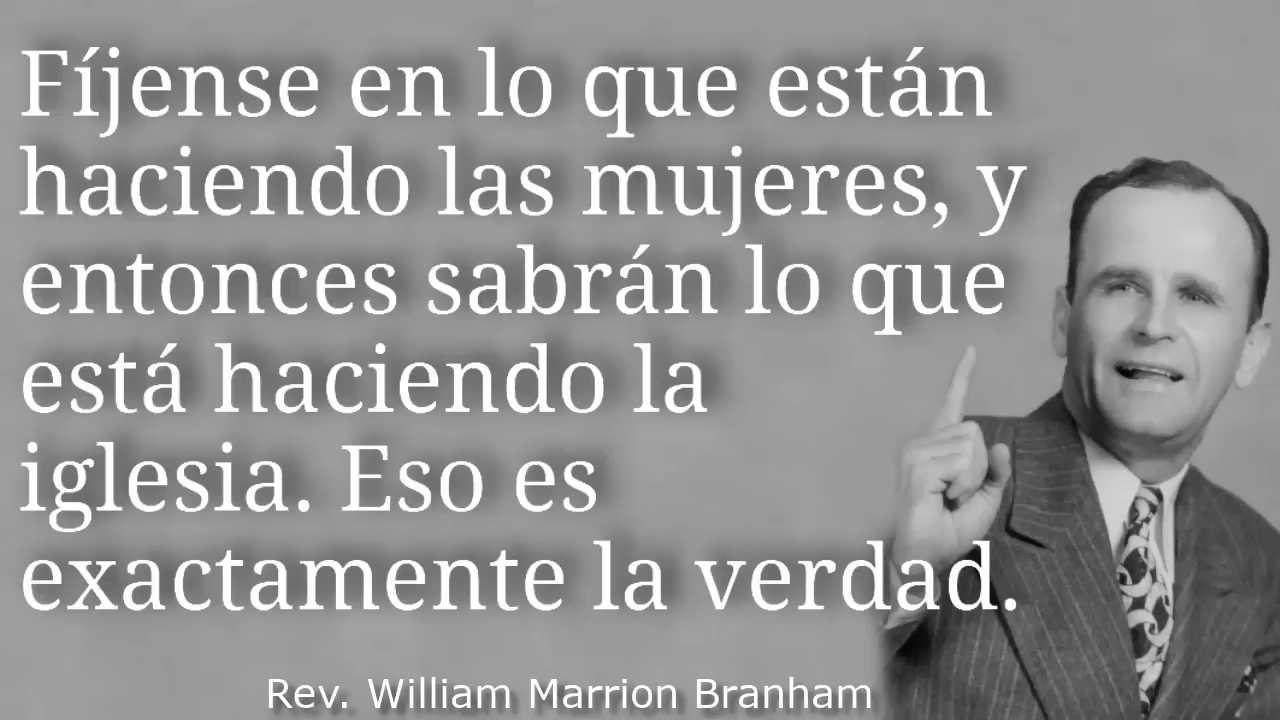 Fíjense en lo que están
haciendo las mujeres, y
entonces sabrán lo que
está haciendo la
iglesia. Eso es
exactamente la verdad.
Rev. William Marrion Branham